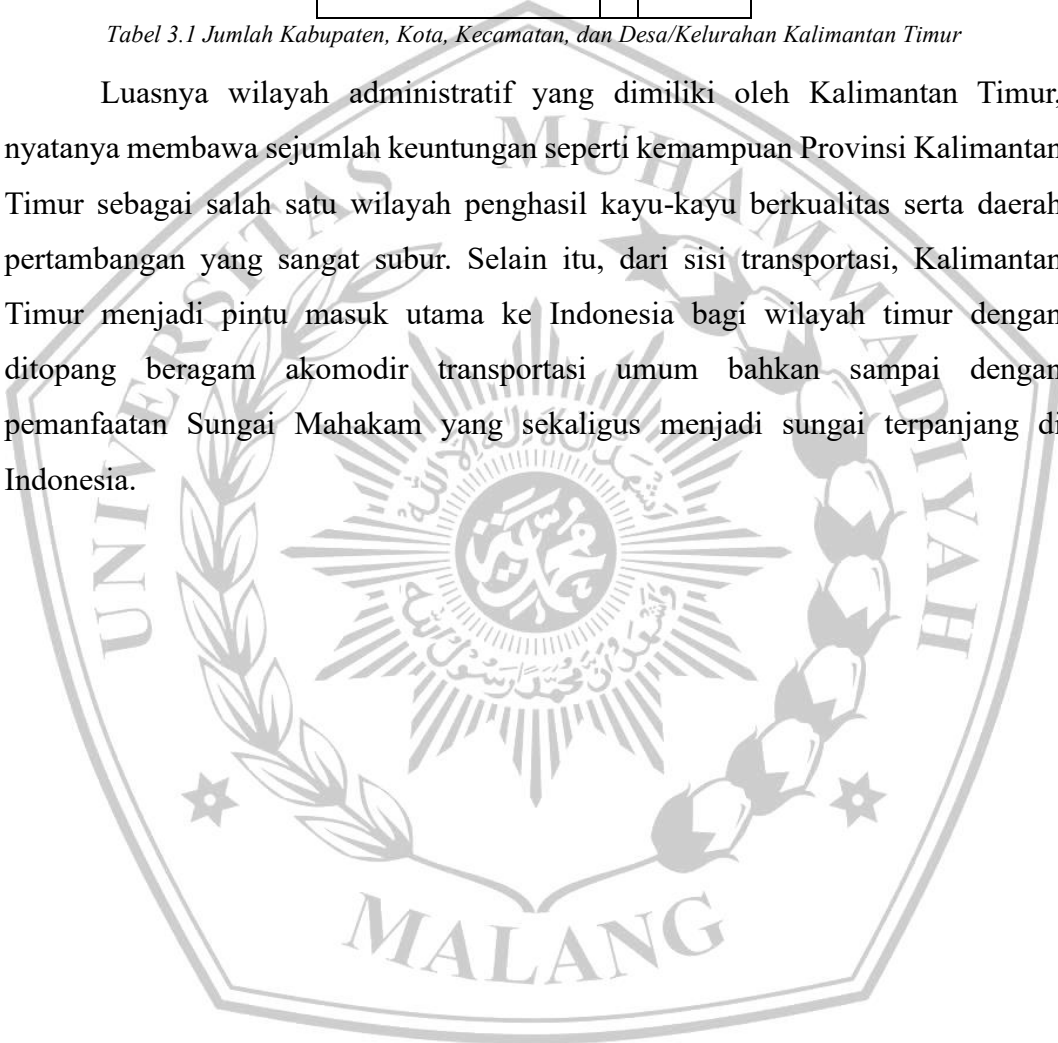 Tabel 3.1 Jumlah Kabupaten, Kota, Kecamatan, dan Desa/Kelurahan Kalimantan Timur
Luasnya wilayah administratif yang dimiliki oleh Kalimantan Timur,
nyatanya membawa sejumlah keuntungan seperti kemampuan Provinsi Kalimantan
Timur sebagai salah satu wilayah penghasil kayu-kayu berkualitas serta daerah
pertambangan yang sangat subur. Selain itu, dari sisi transportasi, Kalimantan
Timur menjadi pintu masuk utama ke Indonesia bagi wilayah timur dengan
ditopang beragam akomodir transportasi umum bahkan sampai dengan
pemanfaatan Sungai Mahakam yang sekaligus menjadi sungai terpanjang di
Indonesia.
UNIVERSITAS MUHAMMADIYAH
MALANG